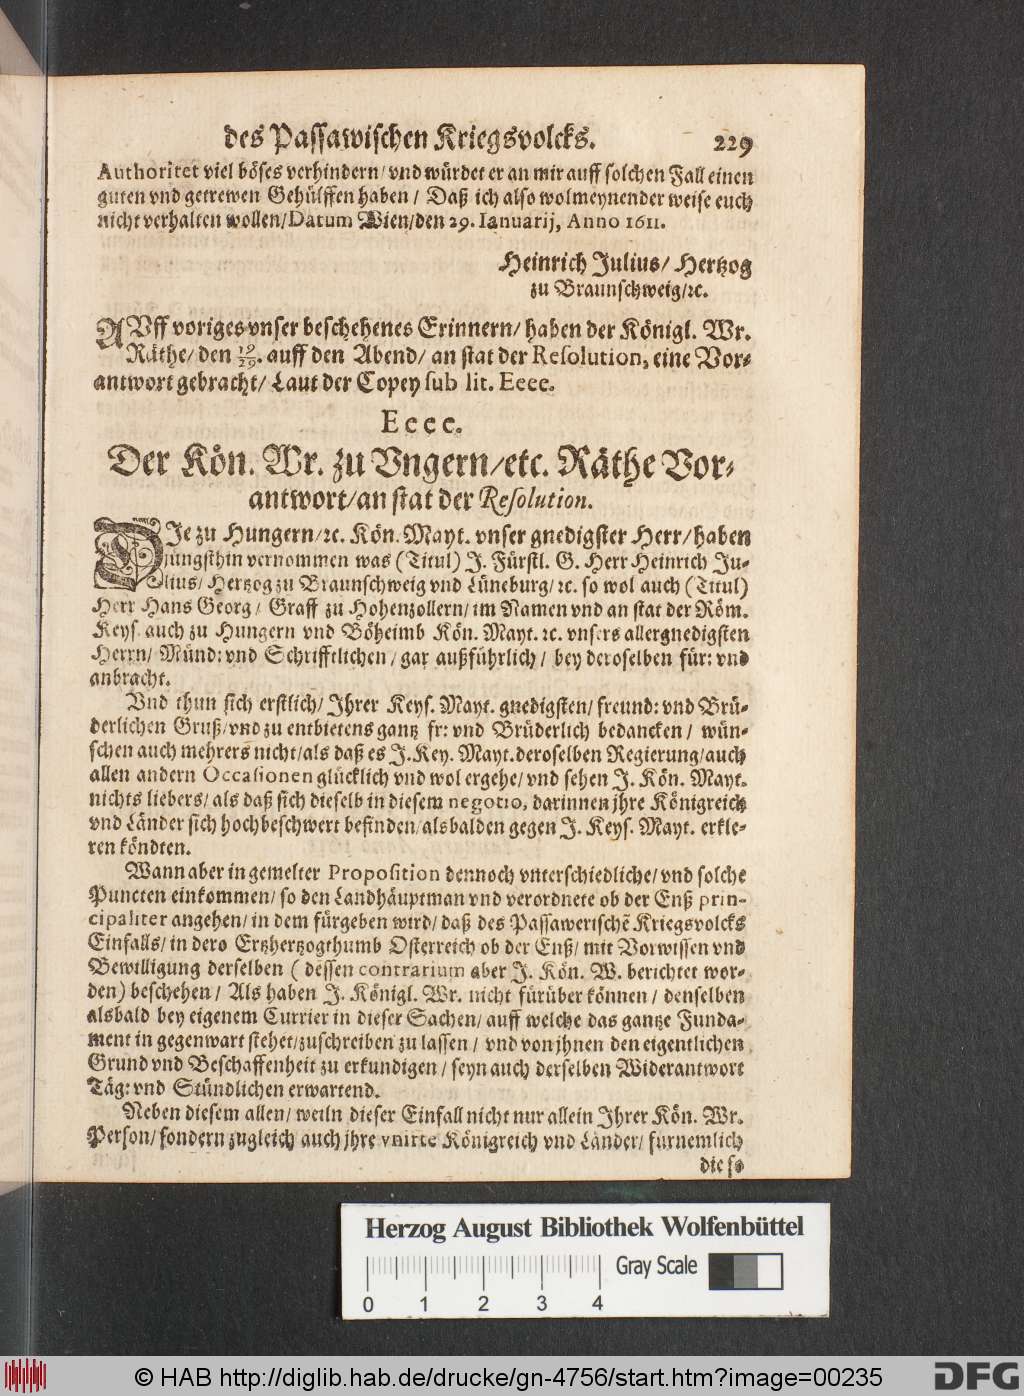 des Passawischen Kriegsvolcks. 229
Authoritet viel böses verhindern/ vnd würdet er an mir auff solchen Fall einen
guten vnd getrewen Gehülffen haben/ Daß ich also wolmeynender weise euch
nicht verhalten wollen/ Datum Wien/ den 29. Ianuarij, Anno 1611.
Heinrich Julius/ Hertzog
zu Braunschweig/ ꝛc.
AVff voriges vnser beschehenes Erinnern/ haben der Königl. Wr.
Räthe/ den 19/29. auff den Abend/ an stat der Resolution, eine Vor-
antwort gebracht/ Laut der Copey sub lit. Eeee.
Eeee.
Der Kön. Wr. zu Vngern/ etc. Räthe Vor-
antwort/ an stat der Resolution.
DJe zu Hungern/ ꝛc. Kön. Mayt. vnser gnedigster Herr/ haben
jüngsthin vernommen was (Titul) J. Fürstl. G. Herr Heinrich Ju-
lius/ Hertzog zu Braunschweig vnd Lüneburg/ ꝛc. so wol auch (Titul)
Herr Hans Georg/ Graff zu Hohenzollern/ im Namen vnd an stat der Röm.
Keys. auch zu Hungern vnd Böheimb Kön. Mayt. ꝛc. vnsers allergnedigsten
Herrn/ Münd: vnd Schrifftlichen/ gar außführlich/ bey deroselben für: vnd
anbracht.
Vnd thun sich erstlich/ Jhrer Keys. Mayt. gnedigsten/ freund: vnd Brü-
derlichen Gruß/ vnd zu entbietens gantz fr: vnd Brüderlich bedancken/ wün-
schen auch mehrers nicht/ als daß es J. Key. Mayt. deroselben Regierung/ auch
allen andern Occasionen glücklich vnd wol ergehe/ vnd sehen J. Kön. Mayt.
nichts liebers/ als daß sich dieselb in diesem negotio, darinnen jhre Königreich
vnd Länder sich hochbeschwert befinden/ alsbalden gegen J. Keys. Mayt. erkle-
ren köndten.
Wann aber in gemelter Proposition dennoch vnterschiedliche/ vnd solche
Puncten einkommen/ so den Landhäuptman vnd verordnete ob der Enß prin-
cipaliter angehen/ in dem fürgeben wird/ daß des Passawerischē Kriegsvolcks
Einfalls/ in dero Ertzhertzogthumb Osterreich ob der Enß/ mit Vorwissen vnd
Bewilligung derselben (dessen contrarium aber J. Kön. W. berichtet wor-
den) beschehen/ Als haben J. Königl. Wr. nicht fürüber können/ denselben
alsbald bey eigenem Currier in dieser Sachen/ auff welche das gantze Funda-
ment in gegenwart stehet/ zuschreiben zu lassen/ vnd von jhnen den eigentlichen
Grund vnd Beschaffenheit zu erkundigen/ seyn auch derselben Widerantwort
Täg: vnd Stündlichen erwartend.
Neben diesem allen/ weiln dieser Einfall nicht nur allein Jhrer Kön. Wr.
Person/ sondern zugleich auch jhre vnirte Königreich vnd Länder/ fürnemlich
die so
Herzog August Bibliothek Wolfenbüttel
Gray Scale
0 1 2 3 4
© HAB http://diglib.hab.de/drucke/gn-4756/start.htm?image=00235
DFG